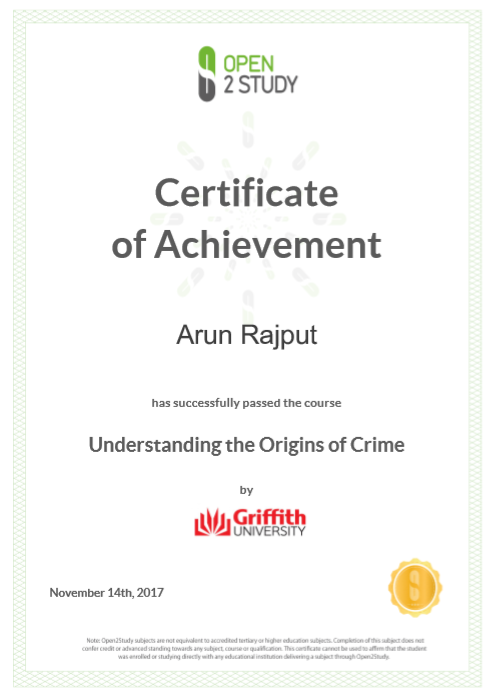 OPEN
2 STUDY
Certificate
of Achievement
Arun Rajput
has successfully passed the course
Understanding the Origins of Crime
by
Griffith
UNIVERSITY
November 14th, 2017
Note: Open2Study subjects are not equivalent to accredited tertiary or higher education subjects. Completion of this subject does not
confer credit or advanced standing towards any subject, course or qualification. This certificate cannot be used to affirm that the student
was enrolled or studying directly with any educational institution delivering a subject through Open2Study.